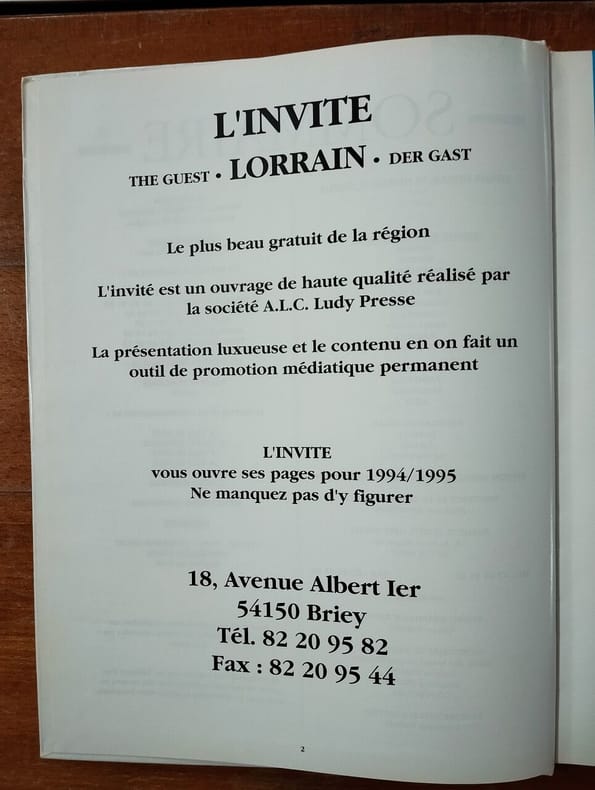 L'INVITE
THE GUEST • LORRAIN • DER GAST
Le plus beau gratuit de la région
L'invité est un ouvrage de haute qualité réalisé par
la société A.L.C. Ludy Presse
La présentation luxueuse et le contenu en on fait un
outil de promotion médiatique permanent
L'INVITE
vous ouvre ses pages pour 1994/1995
Ne manquez pas d'y figurer
18, Avenue Albert Ier
54150 Briey
Tél. 82 20 95 82
Fax : 82 20 95 44
2